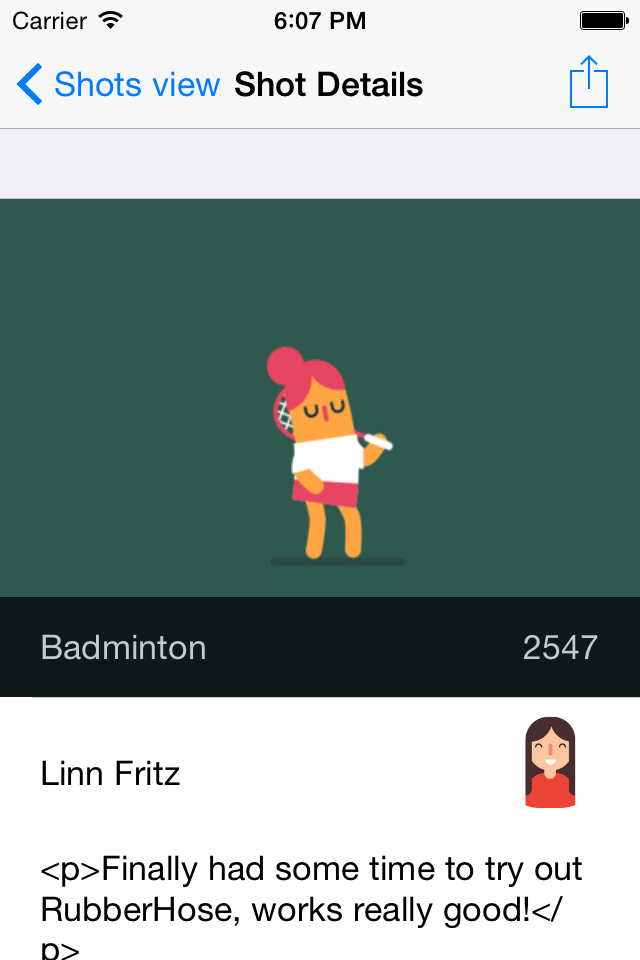 Carrier 6:07 PM
Shots view Shot Details
Badminton 2547
Linn Fritz
<p>Finally had some time to try out
RubberHose, works really good!</
p>